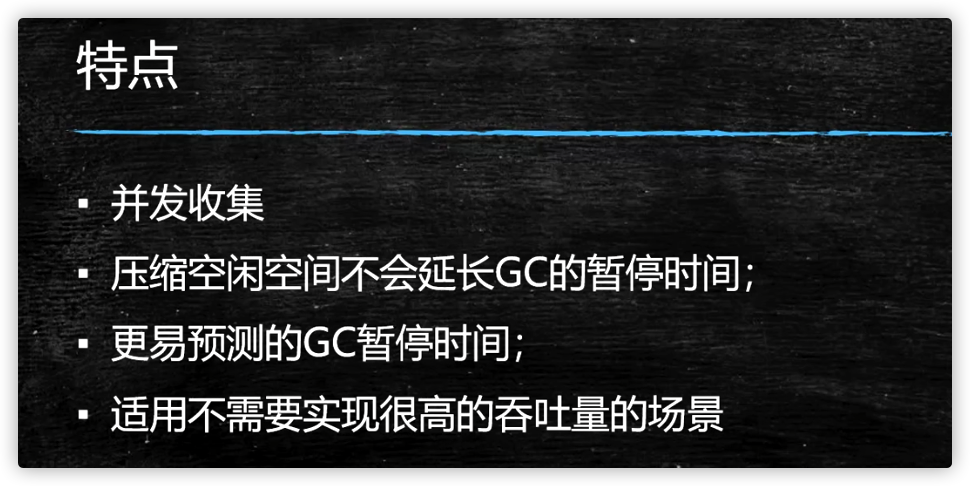 特点
▪ 并发收集
▪ 压缩空闲空间不会延长GC的暂停时间；
▪ 更易预测的GC暂停时间；
▪ 适用不需要实现很高的吞吐量的场景